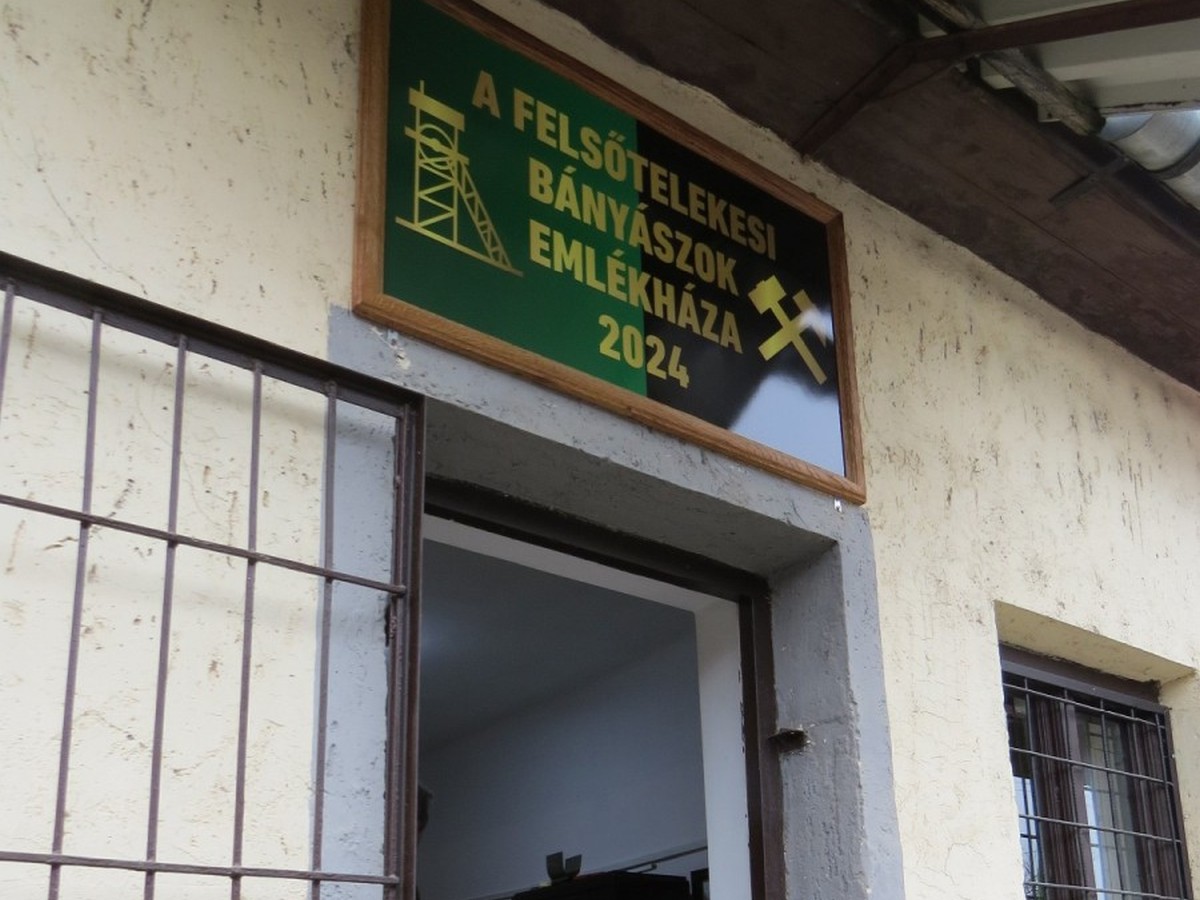 A FELSŐTELEKESI
BÁNYÁSZOK
EMLÉKHÁZA
2024